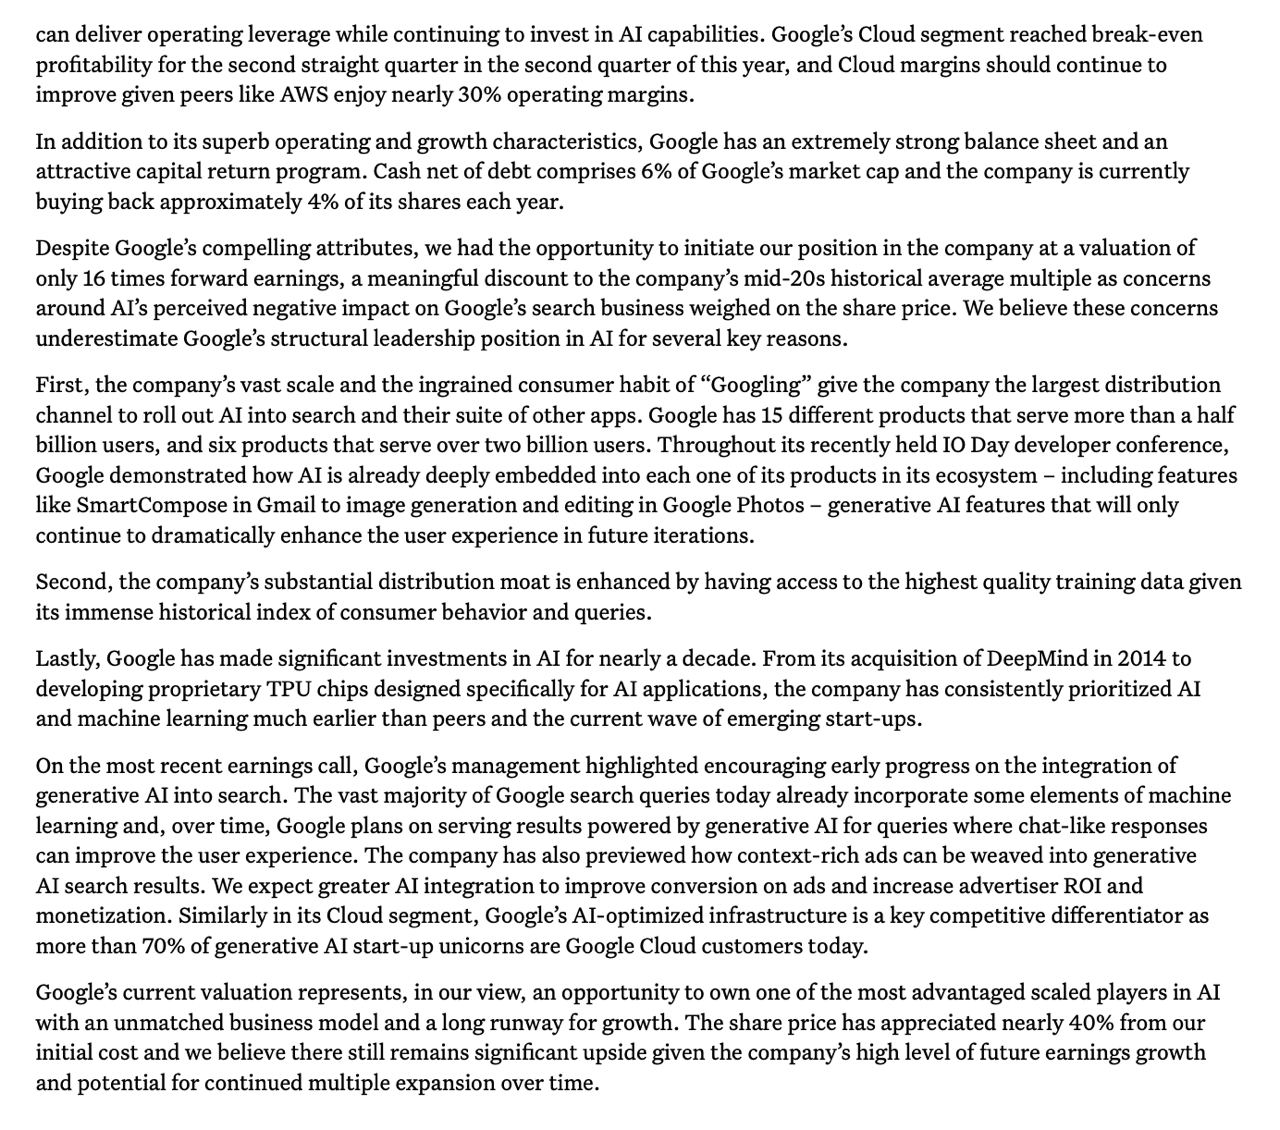 can deliver operating leverage while continuing to invest in AI capabilities. Google’s Cloud segment reached break-even
profitability for the second straight quarter in the second quarter of this year, and Cloud margins should continue to
improve given peers like AWS enjoy nearly 30% operating margins.
In addition to its superb operating and growth characteristics, Google has an extremely strong balance sheet and an
attractive capital return program. Cash net of debt comprises 6% of Google’s market cap and the company is currently
buying back approximately 4% of its shares each year.
Despite Google’s compelling attributes, we had the opportunity to initiate our position in the company at a valuation of
only 16 times forward earnings, a meaningful discount to the company’s mid-20s historical average multiple as concerns
around AI’s perceived negative impact on Google’s search business weighed on the share price. We believe these concerns
underestimate Google’s structural leadership position in AI for several key reasons.
First, the company’s vast scale and the ingrained consumer habit of “Googling” give the company the largest distribution
channel to roll out AI into search and their suite of other apps. Google has 15 different products that serve more than a half
billion users, and six products that serve over two billion users. Throughout its recently held IO Day developer conference,
Google demonstrated how AI is already deeply embedded into each one of its products in its ecosystem – including features
like SmartCompose in Gmail to image generation and editing in Google Photos – generative AI features that will only
continue to dramatically enhance the user experience in future iterations.
Second, the company’s substantial distribution moat is enhanced by having access to the highest quality training data given
its immense historical index of consumer behavior and queries.
Lastly, Google has made significant investments in AI for nearly a decade. From its acquisition of DeepMind in 2014 to
developing proprietary TPU chips designed specifically for AI applications, the company has consistently prioritized AI
and machine learning much earlier than peers and the current wave of emerging start-ups.
On the most recent earnings call, Google’s management highlighted encouraging early progress on the integration of
generative AI into search. The vast majority of Google search queries today already incorporate some elements of machine
learning and, over time, Google plans on serving results powered by generative AI for queries where chat-like responses
can improve the user experience. The company has also previewed how context-rich ads can be weaved into generative
AI search results. We expect greater AI integration to improve conversion on ads and increase advertiser ROI and
monetization. Similarly in its Cloud segment, Google’s AI-optimized infrastructure is a key competitive differentiator as
more than 70% of generative AI start-up unicorns are Google Cloud customers today.
Google’s current valuation represents, in our view, an opportunity to own one of the most advantaged scaled players in AI
with an unmatched business model and a long runway for growth. The share price has appreciated nearly 40% from our
initial cost and we believe there still remains significant upside given the company’s high level of future earnings growth
and potential for continued multiple expansion over time.